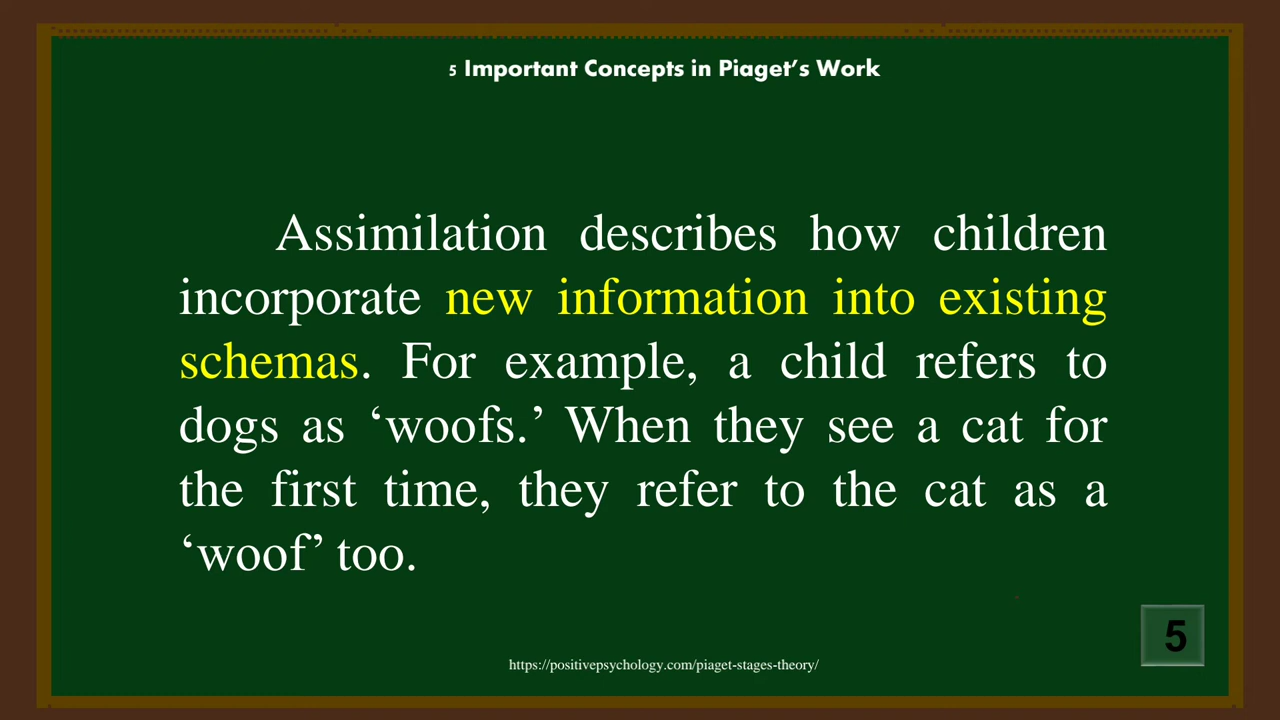 5 Important Concepts in Piaget's Work
Assimilation describes how children
incorporate new information into existing
schemas. For example, a child refers to
dogs as ‘woofs.’ When they see a cat for
the first time, they refer to the cat as a
‘woof’ too.
5
https://positivepsychology.com/piaget-stages-theory/